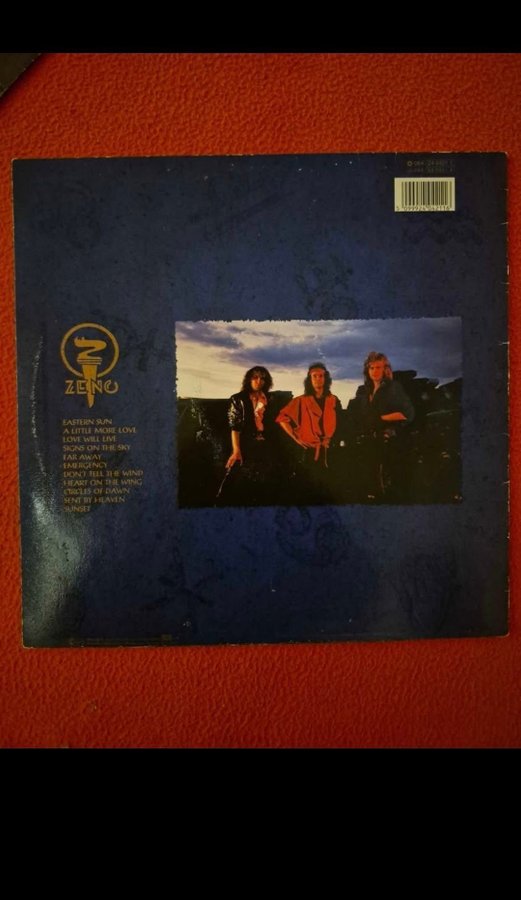 ZENO
EASTERN SUN
A LITTLE MORE LOVE
LOVE WILL LIVE
SIGNS ON THE SKY
FAR AWAY
EMERGENCY
DON'T TELL THE WIND
HEART ON THE WING
CIRCLES OF DAWN
SENT BY HEAVEN
SUNSET